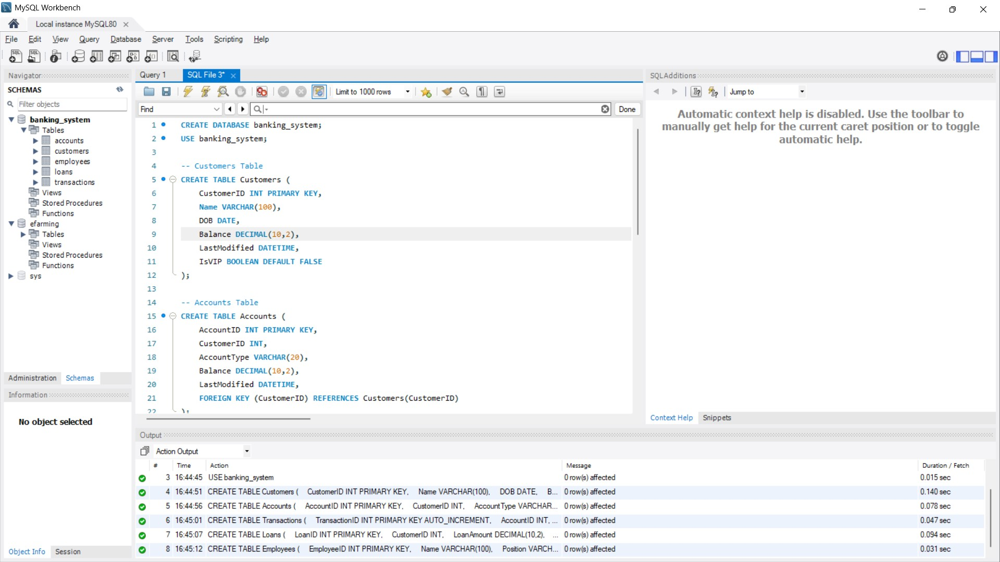 MySQL Workbench
Local instance MySQL80
File Edit View Query Database Server Tools Scripting Help
Navigator
SCHEMAS
Filter objects
banking_system
Tables
accounts
customers
employees
loans
transactions
Views
Stored Procedures
Functions
efarming
Tables
Views
Stored Procedures
Functions
sys
Administration Schemas
Information
No object selected
Object Info Session
Query 1 SQL File 3*
Limit to 1000 rows
Find Done
1 CREATE DATABASE banking_system;
2 USE banking_system;
3
4 -- Customers Table
5 CREATE TABLE Customers (
6 CustomerID INT PRIMARY KEY,
7 Name VARCHAR(100),
8 DOB DATE,
9 Balance DECIMAL(10,2),
10 LastModified DATETIME,
11 IsVIP BOOLEAN DEFAULT FALSE
12 );
13
14 -- Accounts Table
15 CREATE TABLE Accounts (
16 AccountID INT PRIMARY KEY,
17 CustomerID INT,
18 AccountType VARCHAR(20),
19 Balance DECIMAL(10,2),
20 LastModified DATETIME,
21 FOREIGN KEY (CustomerID) REFERENCES Customers(CustomerID)
22 );
SQLAdditions
Jump to
Automatic context help is disabled. Use the toolbar to
manually get help for the current caret position or to toggle
automatic help.
Context Help Snippets
Output
Action Output
# Time Action Message Duration / Fetch
3 16:44:45 USE banking_system 0 row(s) affected 0.015 sec
4 16:44:51 CREATE TABLE Customers ( CustomerID INT PRIMARY KEY, Name VARCHAR(100), DOB DATE, B... 0 row(s) affected 0.140 sec
5 16:44:56 CREATE TABLE Accounts ( AccountID INT PRIMARY KEY, CustomerID INT, AccountType VARCHAR... 0 row(s) affected 0.078 sec
6 16:45:01 CREATE TABLE Transactions ( TransactionID INT PRIMARY KEY AUTO_INCREMENT, AccountID INT, ... 0 row(s) affected 0.047 sec
7 16:45:07 CREATE TABLE Loans ( LoanID INT PRIMARY KEY, CustomerID INT, LoanAmount DECIMAL(10,2), ... 0 row(s) affected 0.094 sec
8 16:45:12 CREATE TABLE Employees ( EmployeeID INT PRIMARY KEY, Name VARCHAR(100), Position VARCH... 0 row(s) affected 0.031 sec